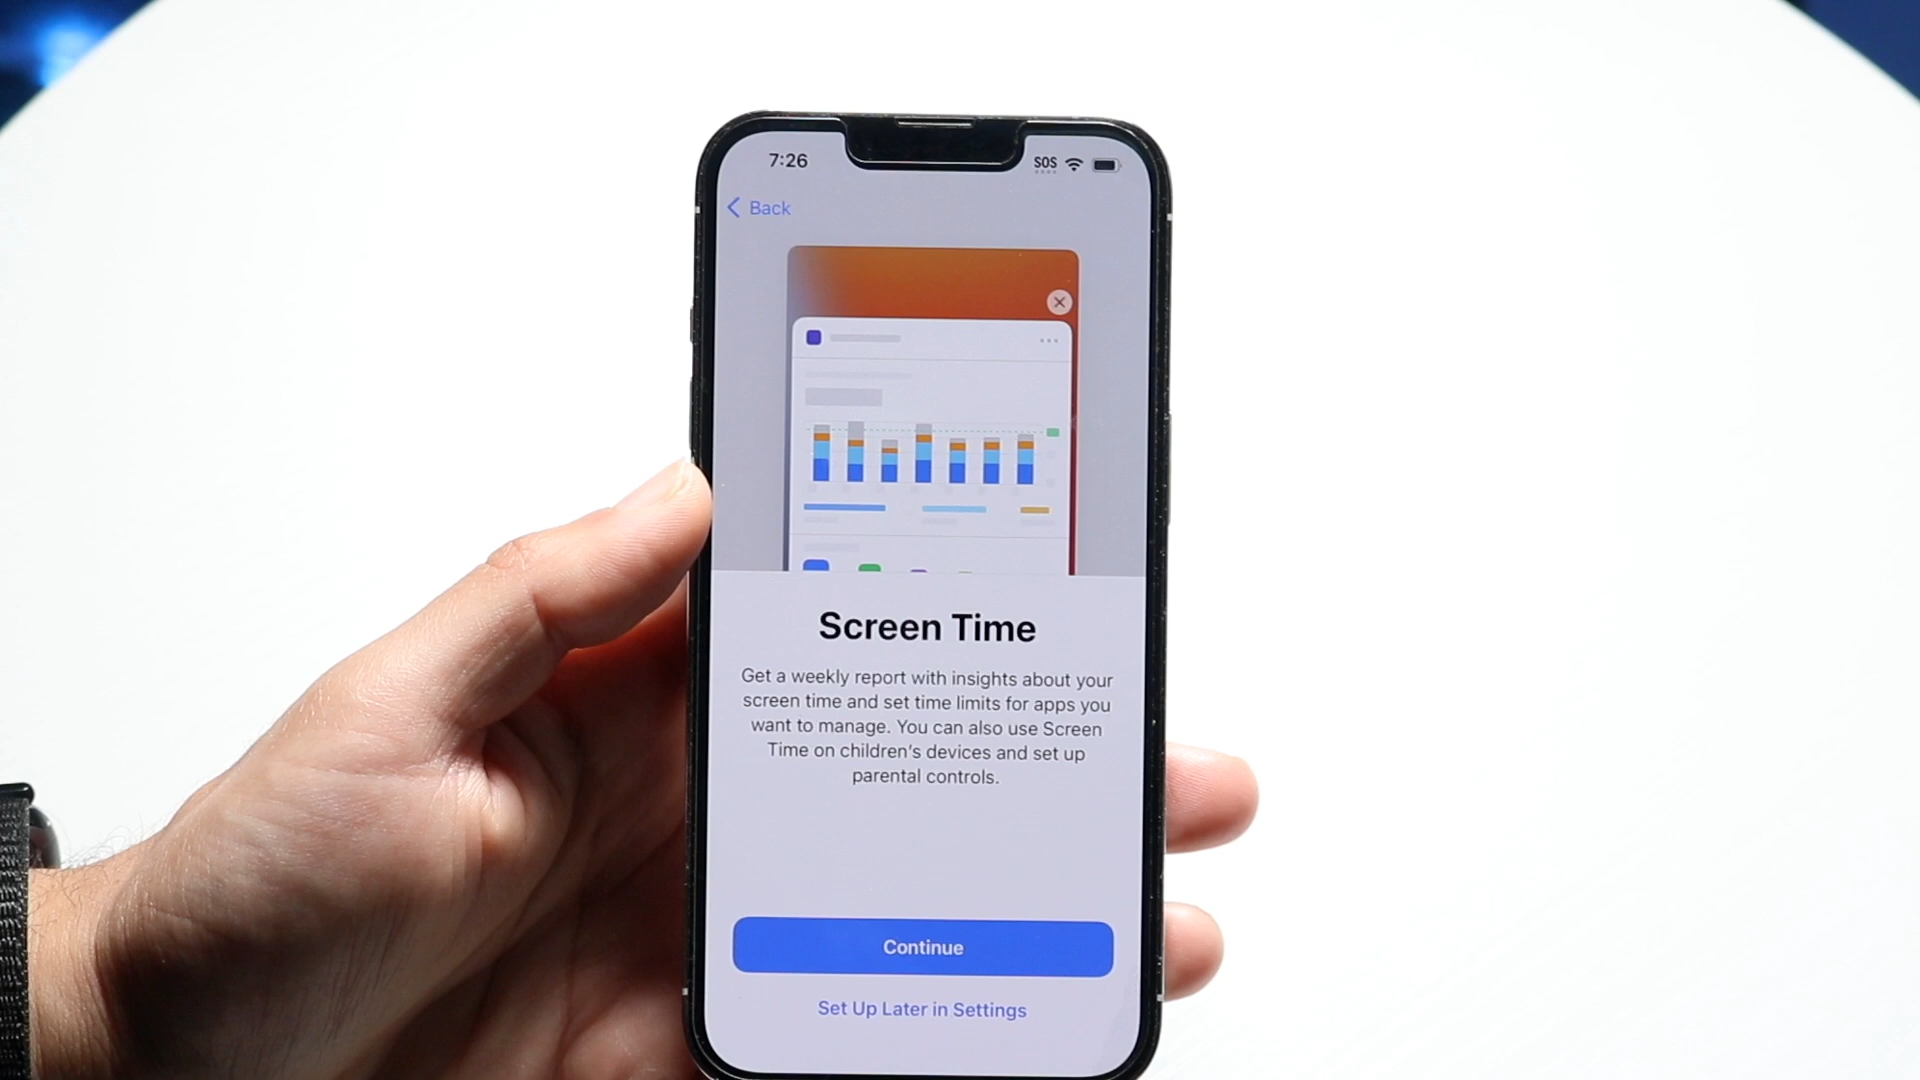 7:26
SOS
Back
Screen Time
Get a weekly report with insights about your
screen time and set time limits for apps you
want to manage. You can also use Screen
Time on children's devices and set up
parental controls.
Continue
Set Up Later in Settings